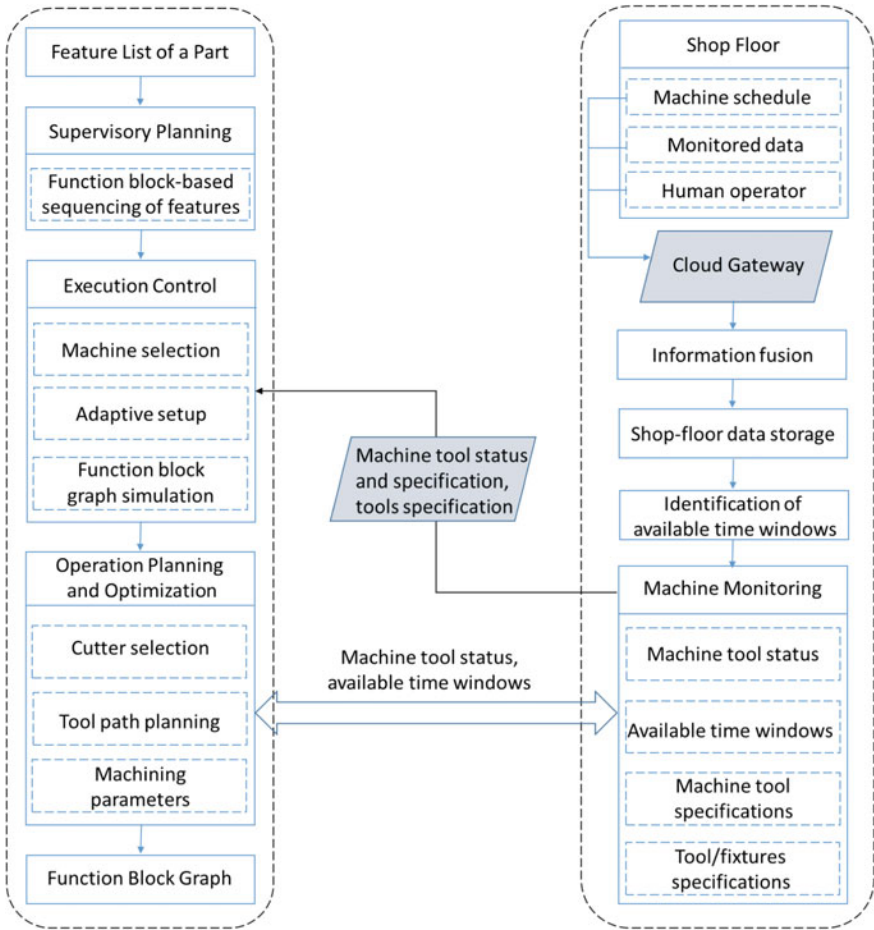 Feature List of a Part
Supervisory Planning
Function block-based
sequencing of features
Execution Control
Machine selection
Adaptive setup
Function block
graph simulation
Operation Planning
and Optimization
Cutter selection
Tool path planning
Machining
parameters
Function Block Graph
Machine tool status
and specification,
tools specification
Machine tool status,
available time windows
Shop Floor
Machine schedule
Monitored data
Human operator
Cloud Gateway
Information fusion
Shop-floor data storage
Identification of
available time windows
Machine Monitoring
Machine tool status
Available time windows
Machine tool
specifications
Tool/fixtures
specifications